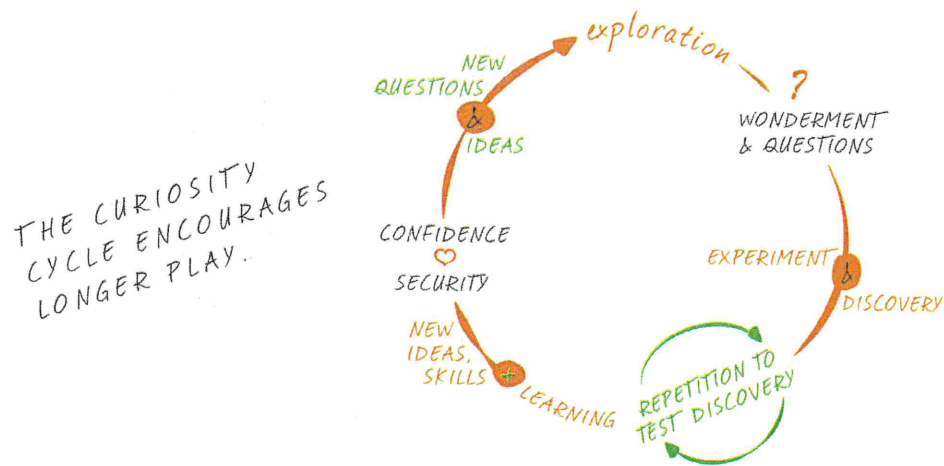 THE CURIOSITY
CYCLE ENCOURAGES
LONGER PLAY.
exploration
?
WONDERMENT
& QUESTIONS
EXPERIMENT
&
DISCOVERY
REPETITION TO
TEST DISCOVERY
NEW
IDEAS,
SKILLS
+
LEARNING
CONFIDENCE
SECURITY
NEW
QUESTIONS
&
IDEAS